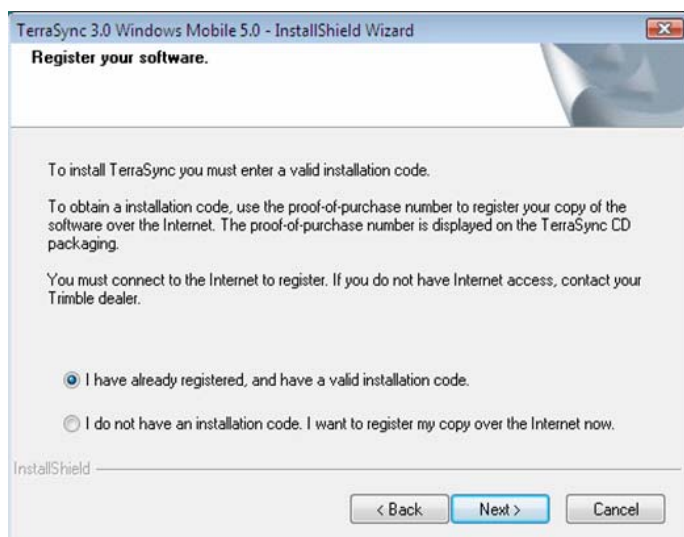 TerraSync 3.0 Windows Mobile 5.0 - InstallShield Wizard
Register your software.
To install TerraSync you must enter a valid installation code.
To obtain a installation code, use the proof-of-purchase number to register your copy of the
software over the Internet. The proof-of-purchase number is displayed on the TerraSync CD
packaging.
You must connect to the Internet to register. If you do not have Internet access, contact your
Trimble dealer.
I have already registered, and have a valid installation code.
I do not have an installation code. I want to register my copy over the Internet now.
InstallShield
< Back Next > Cancel